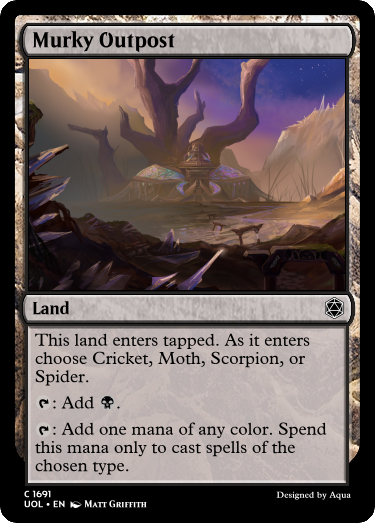 Murky Outpost
Land
This land enters tapped. As it enters
choose Cricket, Moth, Scorpion, or
Spider.
: Add .
: Add one mana of any color. Spend
this mana only to cast spells of the
chosen type.
C 1691
UOL • EN Matt Griffith
Designed by Aqua